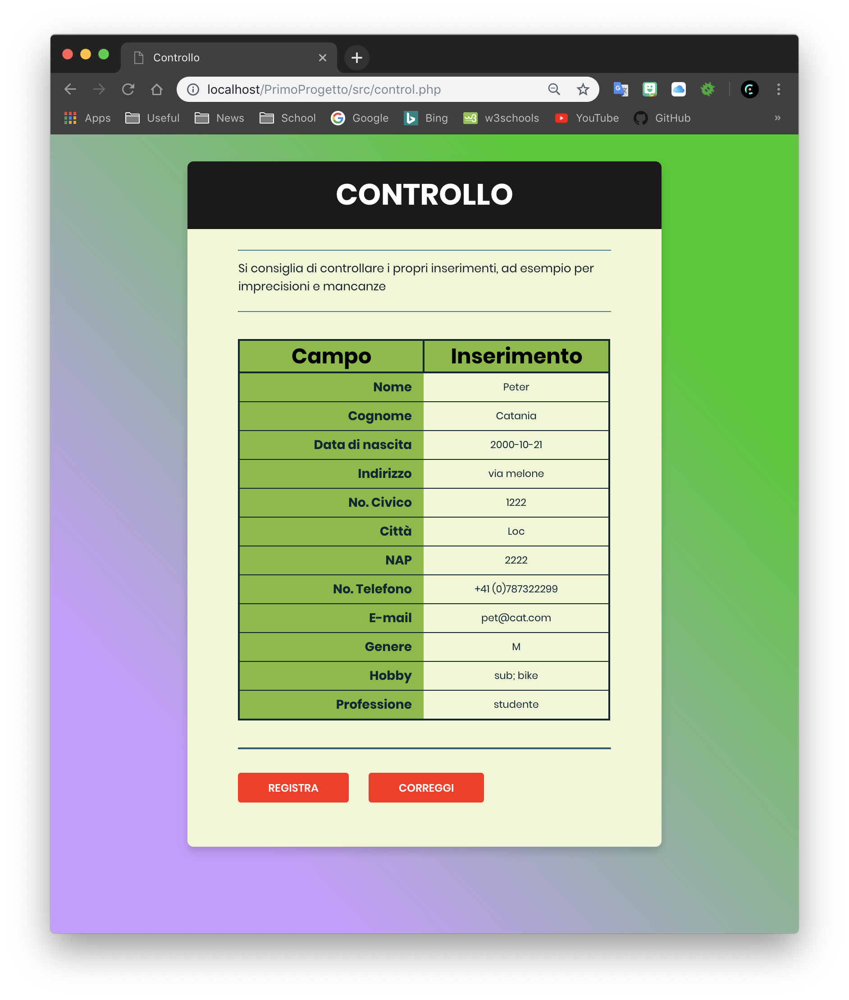 Controllo
localhost/PrimoProgetto/src/control.php
Apps Useful News School Google Bing w3schools YouTube GitHub »
CONTROLLO
Si consiglia di controllare i propri inserimenti, ad esempio per
imprecisioni e mancanze
Campo Inserimento
Nome Peter
Cognome Catania
Data di nascita 2000-10-21
Indirizzo via melone
No. Civico 1222
Città Loc
NAP 2222
No. Telefono +41 (0)787322299
E-mail pet@cat.com
Genere M
Hobby sub; bike
Professione studente
REGISTRA CORREGGI